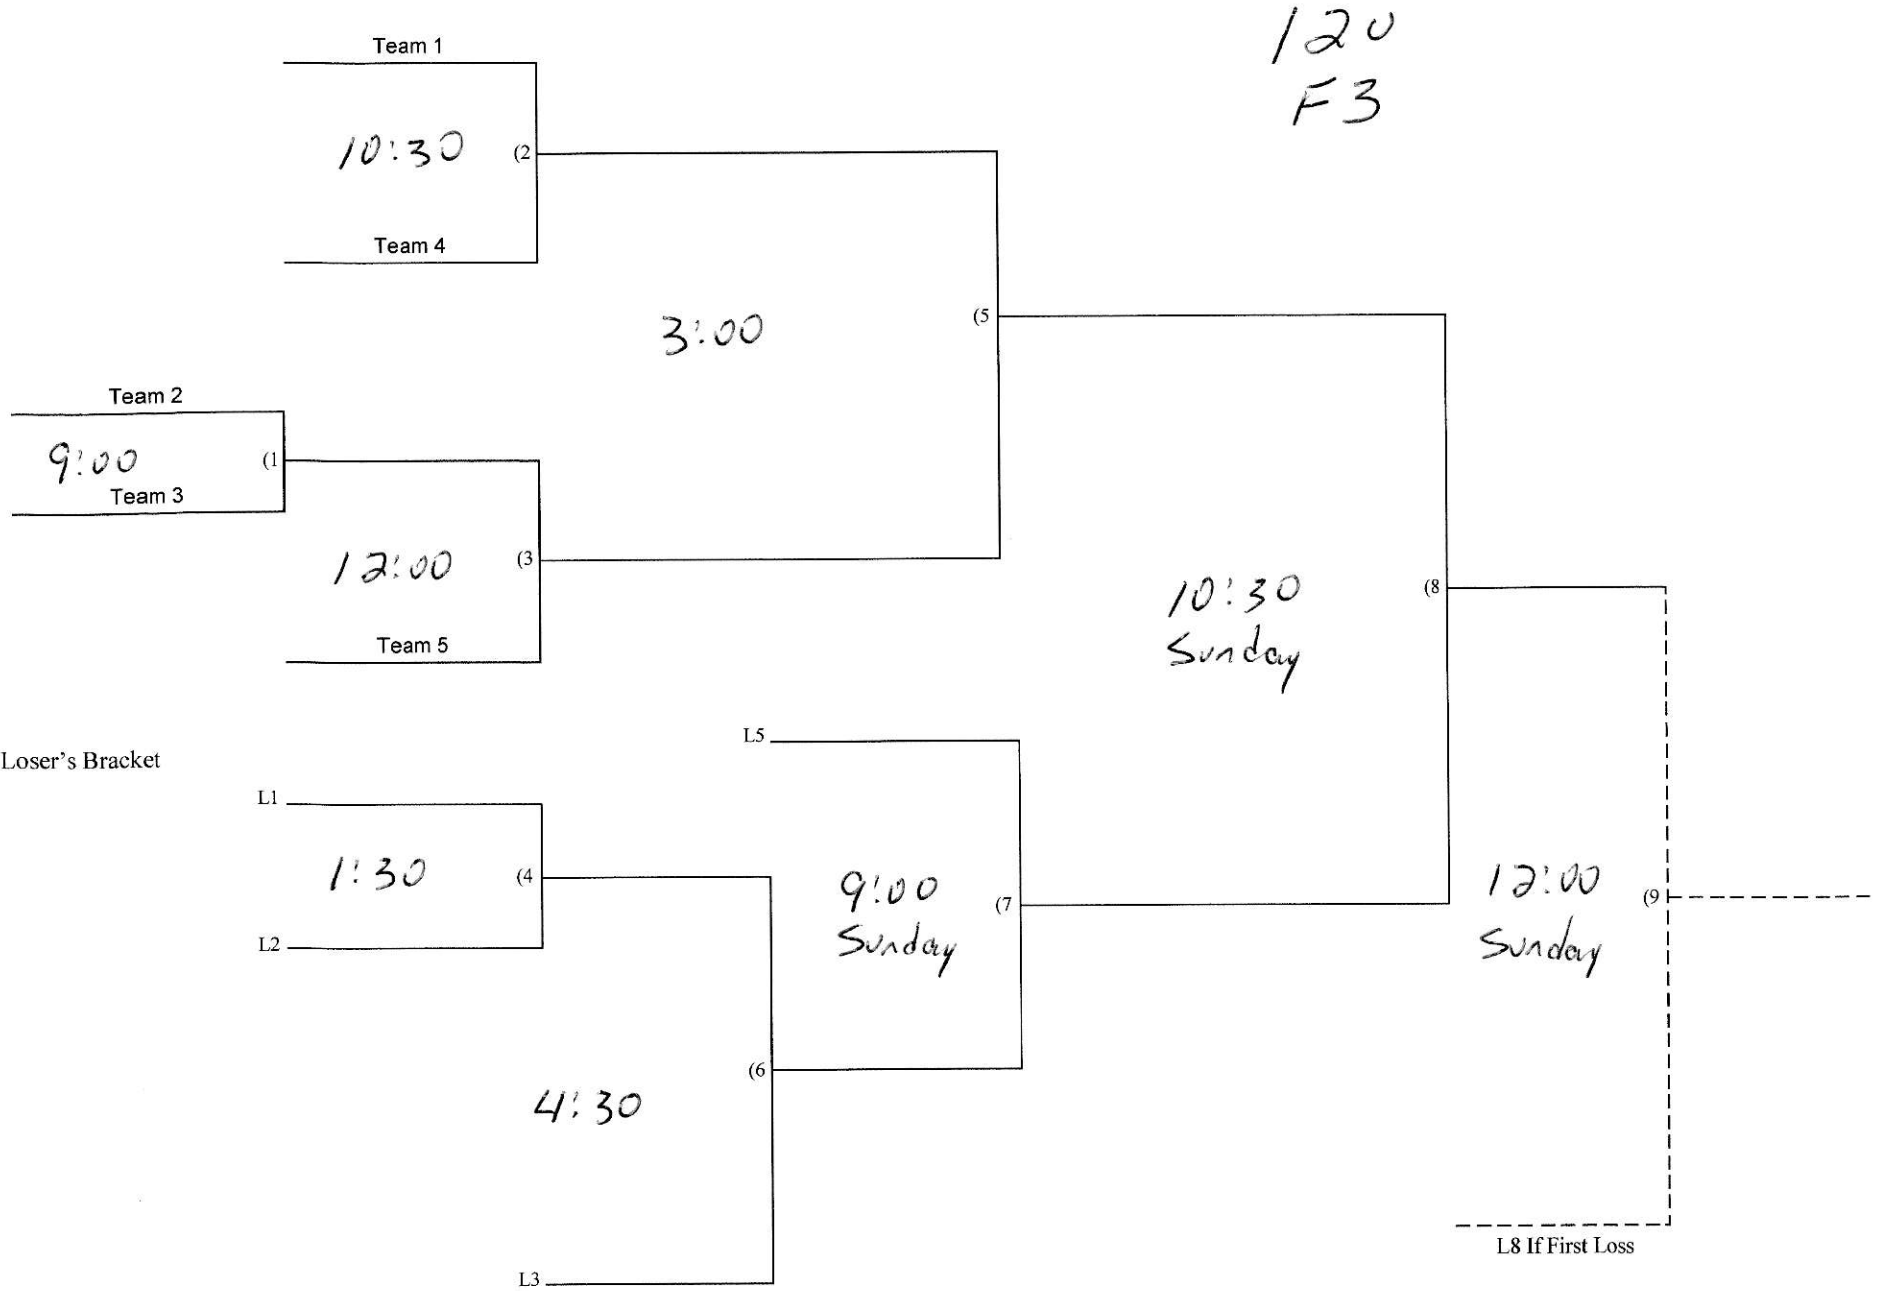 12U
F3
Team 1
10:30
(2
Team 4
3:00
(5
Team 2
9:00
(1
Team 3
12:00
(3
Team 5
10:30
Sunday
(8
Loser's Bracket
L5
L1
1:30
(4
L2
9:00
Sunday
(7
12:00
Sunday
(9
4:30
(6
L3
L8 If First Loss